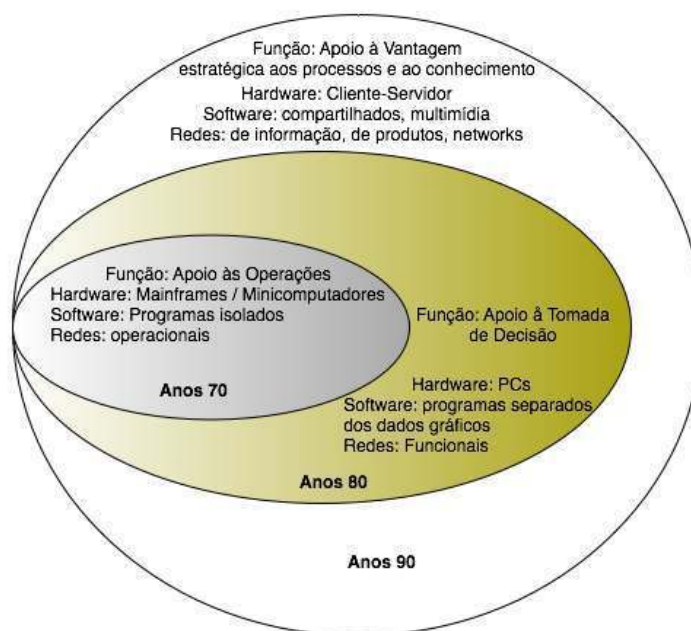 Função: Apoio à Vantagem
estratégica aos processos e ao conhecimento
Hardware: Cliente-Servidor
Software: compartilhados, multimídia
Redes: de informação, de produtos, networks
Função: Apoio às Operações
Hardware: Mainframes / Minicomputadores
Software: Programas isolados
Redes: operacionais
Anos 70
Função: Apoio â Tomada
de Decisão
Hardware: PCs
Software: programas separados
dos dados gráficos
Redes: Funcionais
Anos 80
Anos 90